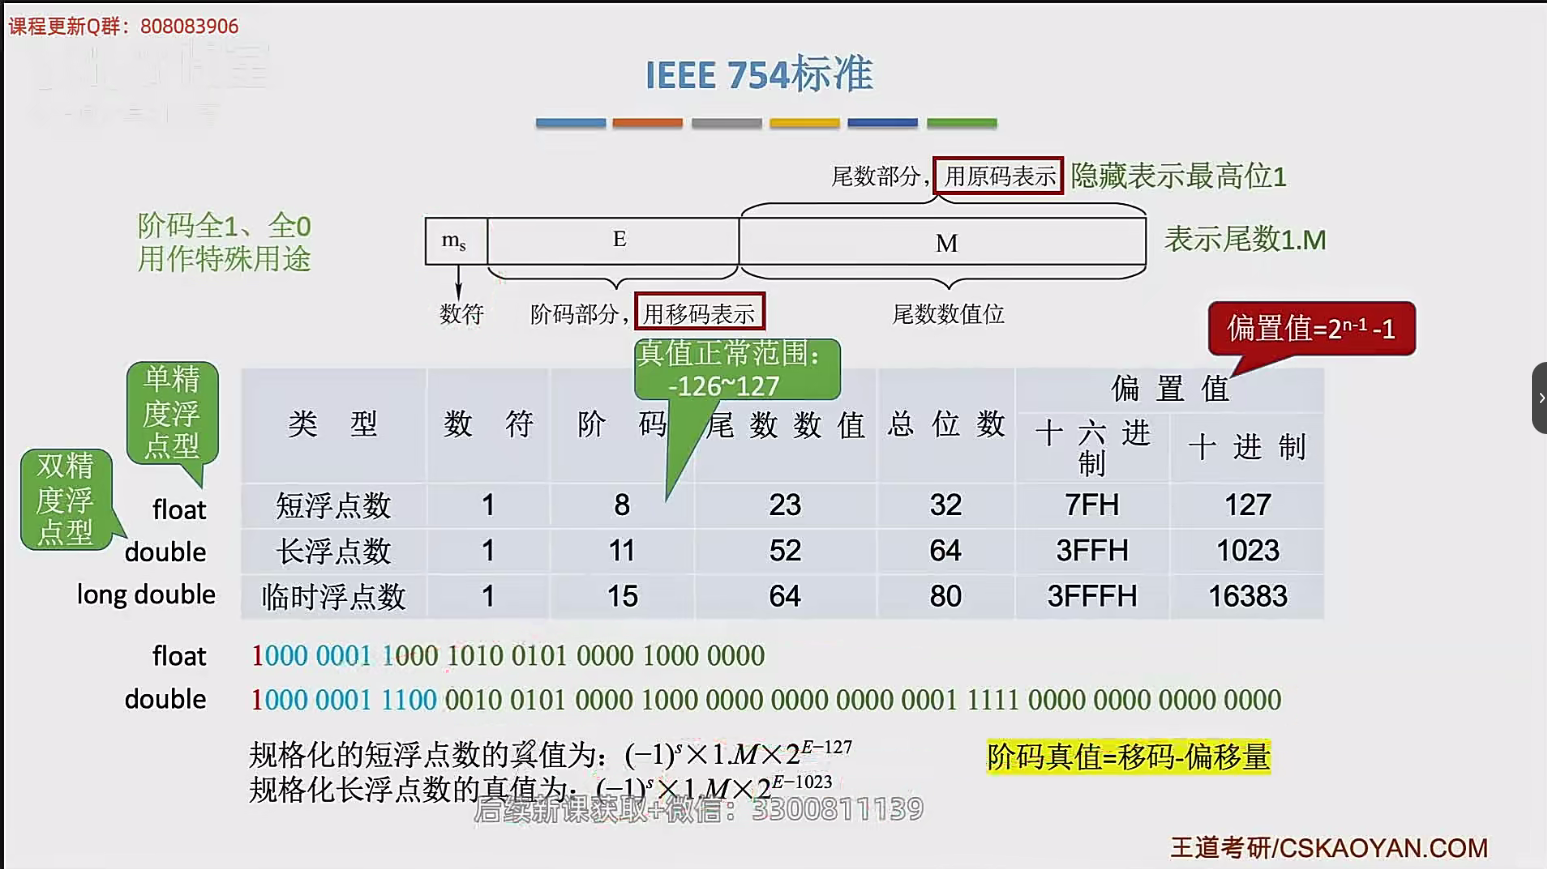 课程更新Q群：808083906
IEEE 754标准
尾数部分，用原码表示 隐藏表示最高位1
阶码全1、全0
用作特殊用途
mₛ E M
表示尾数1.M
数符 阶码部分，用移码表示 尾数数值位
偏置值=2ⁿ⁻¹ -1
真值正常范围：
-126~127
单精
度浮
点型
双精
度浮
点型
类 型 数 符 阶 码 尾数数值 总位数 偏置值
十六进制 十进制
float 短浮点数 1 8 23 32 7FH 127
double 长浮点数 1 11 52 64 3FFH 1023
long double 临时浮点数 1 15 64 80 3FFFH 16383
float 1000 0001 1000 1010 0101 0000 1000 0000
double 1000 0001 1100 0010 0101 0000 1000 0000 0000 0000 0001 1111 0000 0000 0000 0000
规格化的短浮点数的真值为：(−1)ˢ×1.M×2ᴱ⁻¹²⁷
阶码真值=移码-偏移量
规格化长浮点数的真值为：(−1)ˢ×1.M×2ᴱ⁻¹⁰²³
后续新课获取+微信：3300811139
王道考研/CSKAOYAN.COM